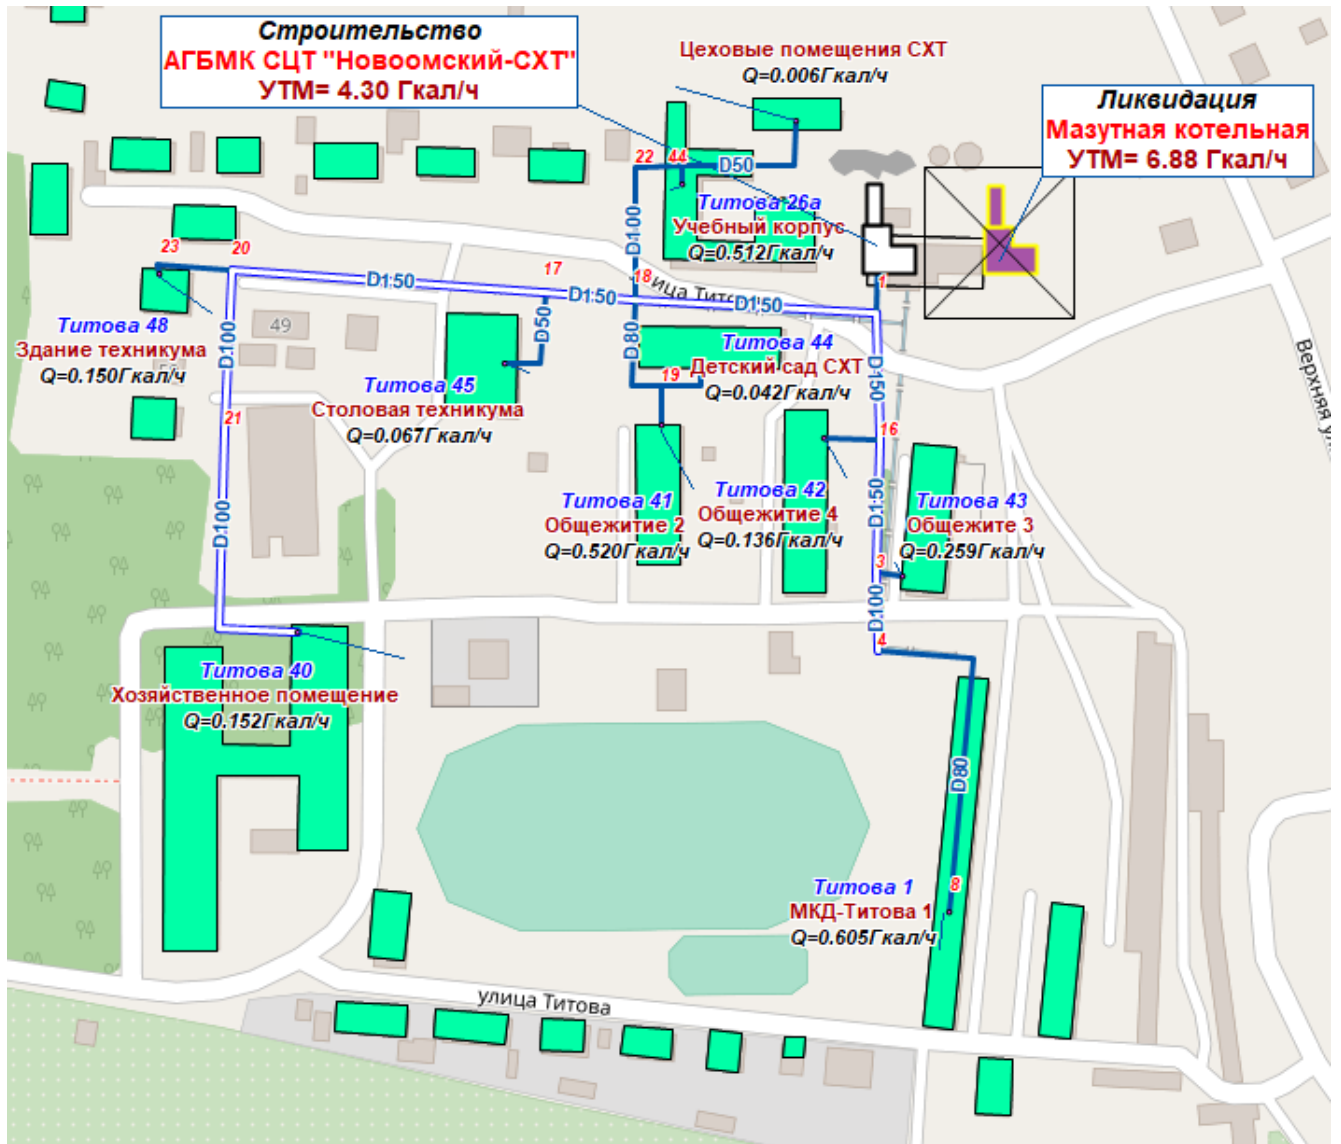 Строительство
АГБМК СЦТ "Новоомский-СХТ"
УТМ= 4.30 Гкал/ч
Цеховые помещения СХТ
Q=0.006Гкал/ч
Ликвидация
Мазутная котельная
УТМ= 6.88 Гкал/ч
22
44
D50
Титова 26а
Учебный корпус
Q=0.512Гкал/ч
D100
23
20
17
18
1
ица Тит
D150
D150
D150
D50
D80
D150
Титова 48
Здание техникума
Q=0.150Гкал/ч
49
D100
Титова 45
Столовая техникума
Q=0.067Гкал/ч
Титова 44
Детский сад СХТ
Q=0.042Гкал/ч
19
21
16
Верхняя ул
D100
Титова 41
Общежитие 2
Q=0.520Гкал/ч
Титова 42
Общежитие 4
Q=0.136Гкал/ч
D150
Титова 43
Общежите 3
Q=0.259Гкал/ч
3
D100
4
Титова 40
Хозяйственное помещение
Q=0.152Гкал/ч
D80
Титова 1
МКД-Титова 1
Q=0.605Гкал/ч
8
улица Титова